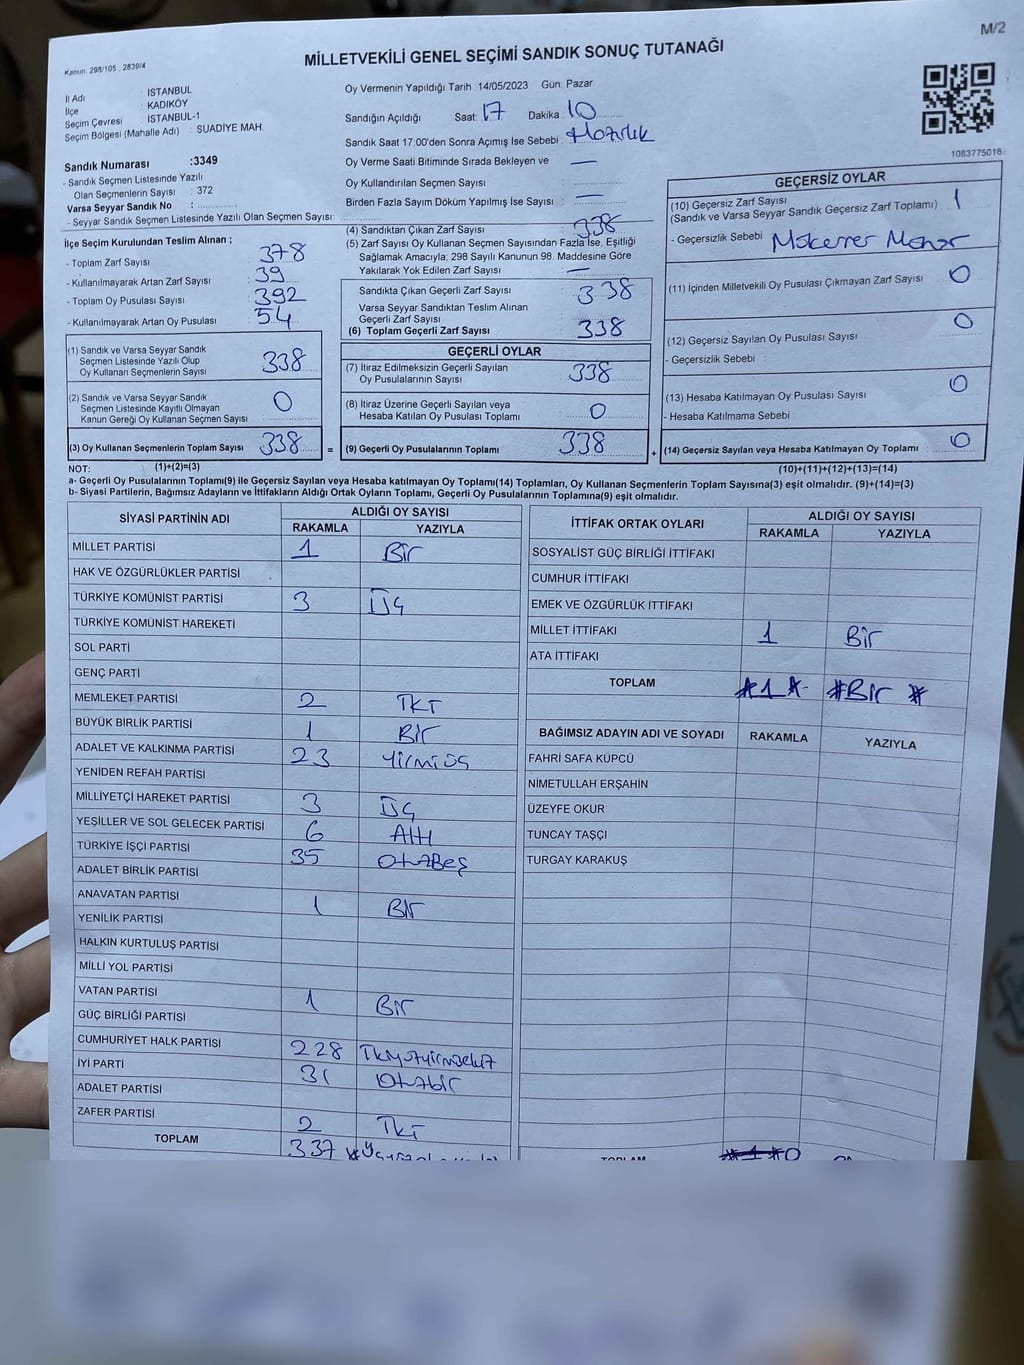 M/2
MİLLETVEKİLİ GENEL SEÇİMİ SANDIK SONUÇ TUTANAĞI
Kanun: 298/105 , 2839/4
İl Adı : İSTANBUL
İlçe : KADIKÖY
Seçim Çevresi : İSTANBUL-1
Seçim Bölgesi (Mahalle Adı) : SUADİYE MAH.
Sandık Numarası :3349
- Sandık Seçmen Listesinde Yazılı
Olan Seçmenlerin Sayısı : 372
Varsa Seyyar Sandık No :
- Seyyar Sandık Seçmen Listesinde Yazılı Olan Seçmen Sayısı:
İlçe Seçim Kurulundan Teslim Alınan ;
- Toplam Zarf Sayısı : 378
- Kullanılmayarak Artan Zarf Sayısı : 39
- Toplam Oy Pusulası Sayısı : 392
- Kullanılmayarak Artan Oy Pusulası : 54
Oy Vermenin Yapıldığı Tarih :14/05/2023 Gün: Pazar
Sandığın Açıldığı Saat: 17 Dakika: 10
Sandık Saat 17:00'den Sonra Açımış İse Sebebi : Hazırlık
Oy Verme Saati Bitiminde Sırada Bekleyen ve —
Oy Kullandırılan Seçmen Sayısı
Birden Fazla Sayım Döküm Yapılmış İse Sayısı : —
(4) Sandıktan Çıkan Zarf Sayısı : 338
(5) Zarf Sayısı Oy Kullanan Seçmen Sayısından Fazla İse, Eşitliği
Sağlamak Amacıyla; 298 Sayılı Kanunun 98. Maddesine Göre
Yakılarak Yok Edilen Zarf Sayısı : —
Sandıkta Çıkan Geçerli Zarf Sayısı : 338
Varsa Seyyar Sandıktan Teslim Alınan
Geçerli Zarf Sayısı :
(6) Toplam Geçerli Zarf Sayısı : 338
1083775016
GEÇERSİZ OYLAR
(10) Geçersiz Zarf Sayısı 1
(Sandık ve Varsa Seyyar Sandık Geçersiz Zarf Toplamı) :
- Geçersizlik Sebebi : Mükerrer Mühür
(11) İçinden Milletvekili Oy Pusulası Çıkmayan Zarf Sayısı : 0
(12) Geçersiz Sayılan Oy Pusulası Sayısı : 0
- Geçersizlik Sebebi :
(13) Hesaba Katılmayan Oy Pusulası Sayısı : 0
- Hesaba Katılmama Sebebi :
(14) Geçersiz Sayılan veya Hesaba Katılmayan Oy Toplamı : 0
(10)+(11)+(12)+(13)=(14)
(1) Sandık ve Varsa Seyyar Sandık
Seçmen Listesinde Yazılı Olup
Oy Kullanan Seçmenlerin Sayısı : 338
(2) Sandık ve Varsa Seyyar Sandık
Seçmen Listesinde Kayıtlı Olmayan
Kanun Gereği Oy Kullanan Seçmen Sayısı : 0
(3) Oy Kullanan Seçmenlerin Toplam Sayısı : 338 =
(1)+(2)=(3)
GEÇERLİ OYLAR
(7) İtiraz Edilmeksizin Geçerli Sayılan
Oy Pusulalarının Sayısı : 338
(8) İtiraz Üzerine Geçerli Sayılan veya
Hesaba Katılan Oy Pusulası Toplamı : 0
(9) Geçerli Oy Pusulalarının Toplamı : 338 +
NOT:
a- Geçerli Oy Pusulalarının Toplamı(9) ile Geçersiz Sayılan veya Hesaba katılmayan Oy Toplamı(14) Toplamları, Oy Kullanan Seçmenlerin Toplam Sayısına(3) eşit olmalıdır. (9)+(14)=(3)
b- Siyasi Partilerin, Bağımsız Adayların ve İttifakların Aldığı Ortak Oyların Toplamı, Geçerli Oy Pusulalarının Toplamına(9) eşit olmalıdır.
SİYASİ PARTİNİN ADI ALDIĞI OY SAYISI
RAKAMLA YAZIYLA
MİLLET PARTİSİ 1 Bir
HAK VE ÖZGÜRLÜKLER PARTİSİ
TÜRKİYE KOMÜNİST PARTİSİ 3 Üç
TÜRKİYE KOMÜNİST HAREKETİ
SOL PARTİ
GENÇ PARTİ
MEMLEKET PARTİSİ 2 İKİ
BÜYÜK BİRLİK PARTİSİ 1 BİR
ADALET VE KALKINMA PARTİSİ 23 Yirmiüç
YENİDEN REFAH PARTİSİ
MİLLİYETÇİ HAREKET PARTİSİ 3 Üç
YEŞİLLER VE SOL GELECEK PARTİSİ 6 Altı
TÜRKİYE İŞÇİ PARTİSİ 35 OtuzBeş
ADALET BİRLİK PARTİSİ
ANAVATAN PARTİSİ 1 Bir
YENİLİK PARTİSİ
HALKIN KURTULUŞ PARTİSİ
MİLLİ YOL PARTİSİ
VATAN PARTİSİ 1 Bir
GÜÇ BİRLİĞİ PARTİSİ
CUMHURİYET HALK PARTİSİ 228 İkiyüzyirmisekiz
İYİ PARTİ 31 Otuzbir
ADALET PARTİSİ
ZAFER PARTİSİ 2 İKİ
TOPLAM 337
İTTİFAK ORTAK OYLARI ALDIĞI OY SAYISI
RAKAMLA YAZIYLA
SOSYALİST GÜÇ BİRLİĞİ İTTİFAKI
CUMHUR İTTİFAKI
EMEK VE ÖZGÜRLÜK İTTİFAKI
MİLLET İTTİFAKI 1 Bir
ATA İTTİFAKI
TOPLAM #1# #Bir#
BAĞIMSIZ ADAYIN ADI VE SOYADI RAKAMLA YAZIYLA
FAHRİ SAFA KÜPCÜ
NİMETULLAH ERŞAHİN
ÜZEYFE OKUR
TUNCAY TAŞÇI
TURGAY KARAKUŞ
TOPLAM